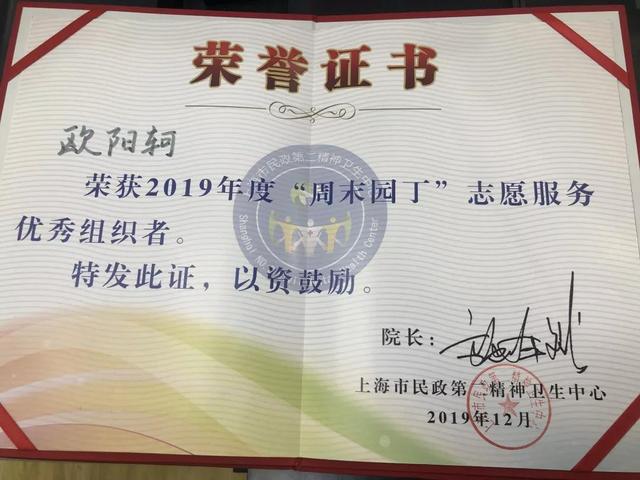 荣誉证书
欧阳轲
荣获2019年度“周末园丁”志愿服务
优秀组织者。
特发此证，以资鼓励。
院长：
上海市民政第二精神卫生中心
2019年12月